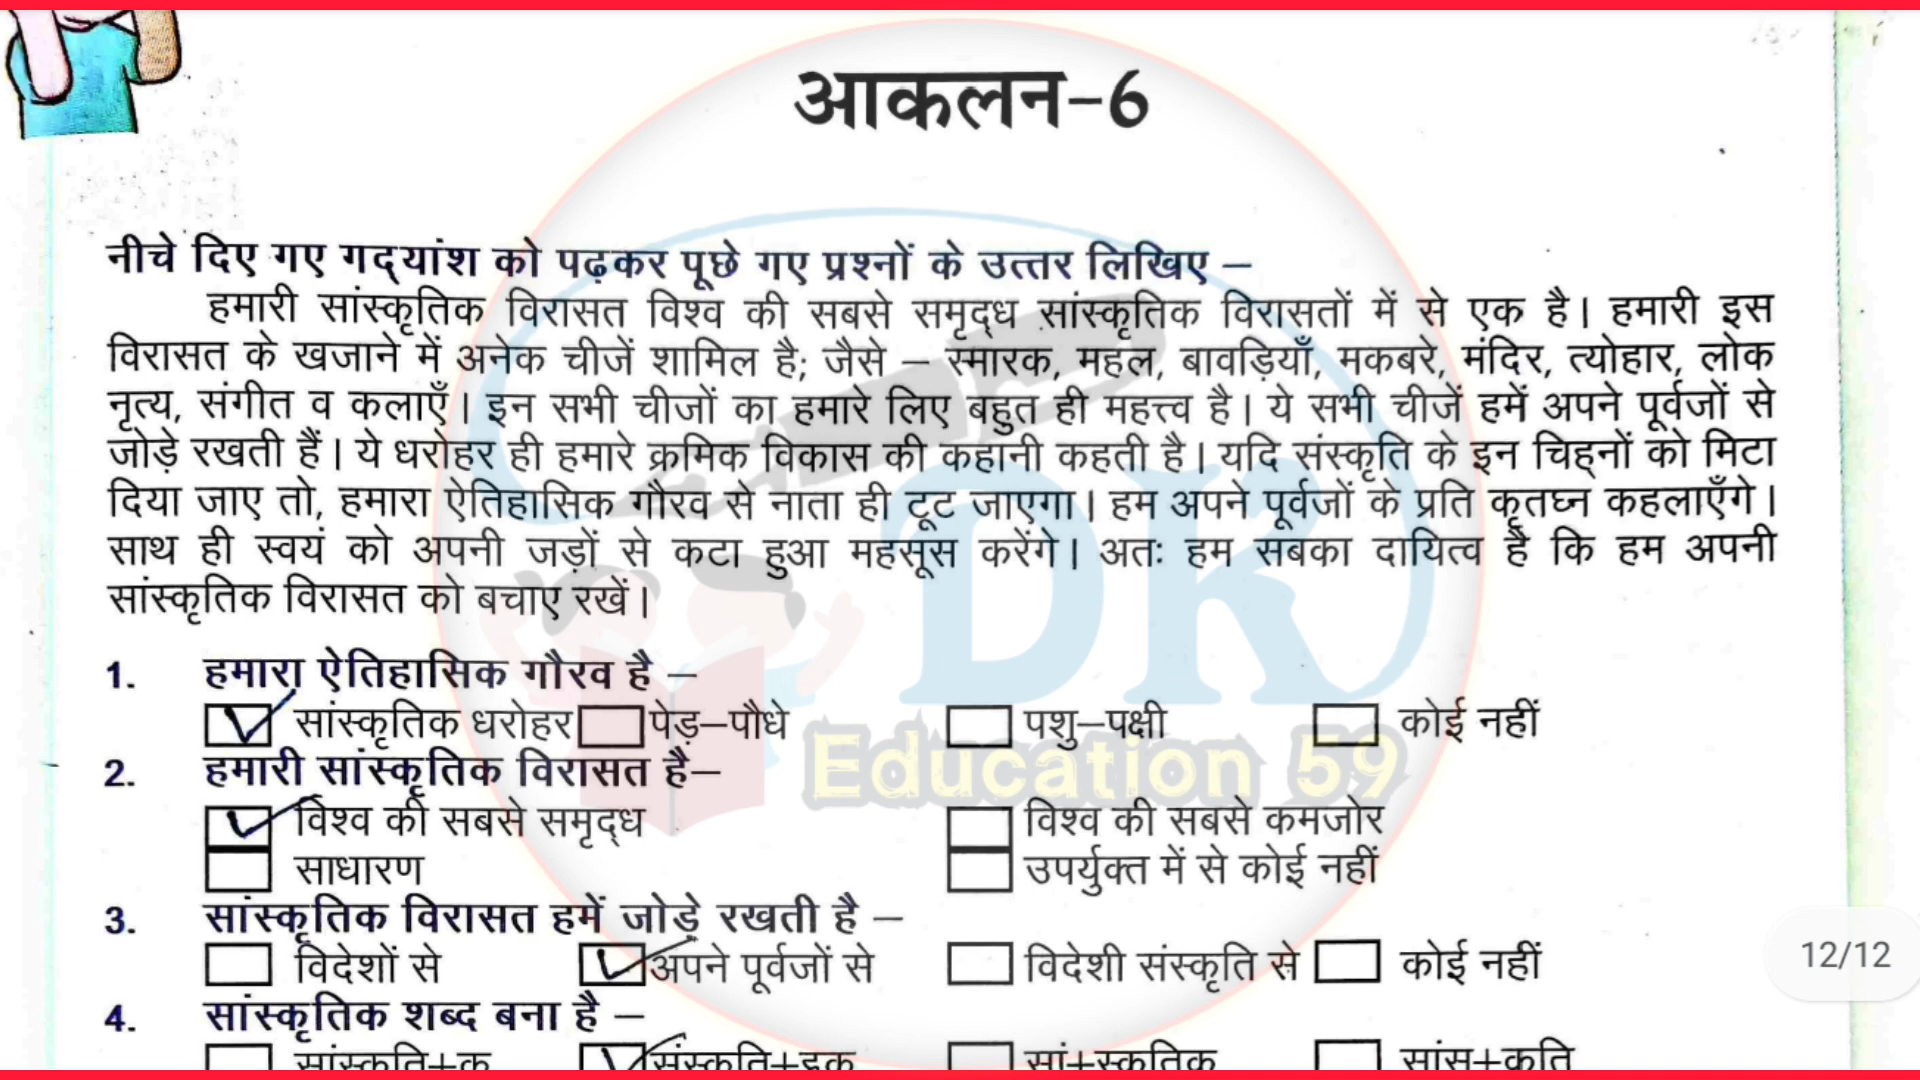 आकलन–6
नीचे दिए गए गद्‌यांश को पढ़कर पूछे गए प्रश्नों के उत्तर लिखिए –
हमारी सांस्कृतिक विरासत विश्व की सबसे समृद्‌ध सांस्कृतिक विरासतों में से एक है। हमारी इस
विरासत के खजाने में अनेक चीजें शामिल है; जैसे – स्मारक, महल, बावड़ियाँ, मकबरे, मंदिर, त्योहार, लोक
नृत्य, संगीत व कलाएँ। इन सभी चीजों का हमारे लिए बहुत ही महत्त्व है। ये सभी चीजें हमें अपने पूर्वजों से
जोड़े रखती हैं। ये धरोहर ही हमारे क्रमिक विकास की कहानी कहती है। यदि संस्कृति के इन चिह्‌नों को मिटा
दिया जाए तो, हमारा ऐतिहासिक गौरव से नाता ही टूट जाएगा। हम अपने पूर्वजों के प्रति कृतघ्न कहलाएँगे।
साथ ही स्वयं को अपनी जड़ों से कटा हुआ महसूस करेंगे। अतः हम सबका दायित्व है कि हम अपनी
सांस्कृतिक विरासत को बचाए रखें।
1. हमारा ऐतिहासिक गौरव है –
सांस्कृतिक धरोहर पेड़–पौधे पशु–पक्षी कोई नहीं
2. हमारी सांस्कृतिक विरासत है–
विश्व की सबसे समृद्‌ध विश्व की सबसे कमजोर
साधारण उपर्युक्त में से कोई नहीं
3. सांस्कृतिक विरासत हमें जोड़े रखती है –
विदेशों से अपने पूर्वजों से विदेशी संस्कृति से कोई नहीं
4. सांस्कृतिक शब्द बना है –
सांस्कृति+क संस्कृति+इक सां+स्कृतिक सांस+कृति
DK
Education 59
12/12